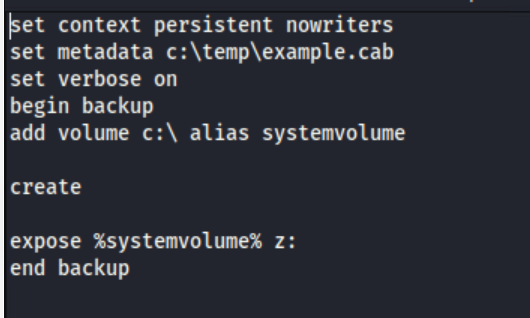 set context persistent nowriters
set metadata c:\temp\example.cab
set verbose on
begin backup
add volume c:\ alias systemvolume
create
expose %systemvolume% z:
end backup